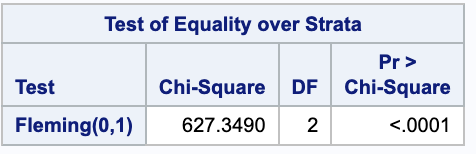 Test of Equality over Strata
Test Chi-Square DF Pr > Chi-Square
Fleming(0,1) 627.3490 2 <.0001